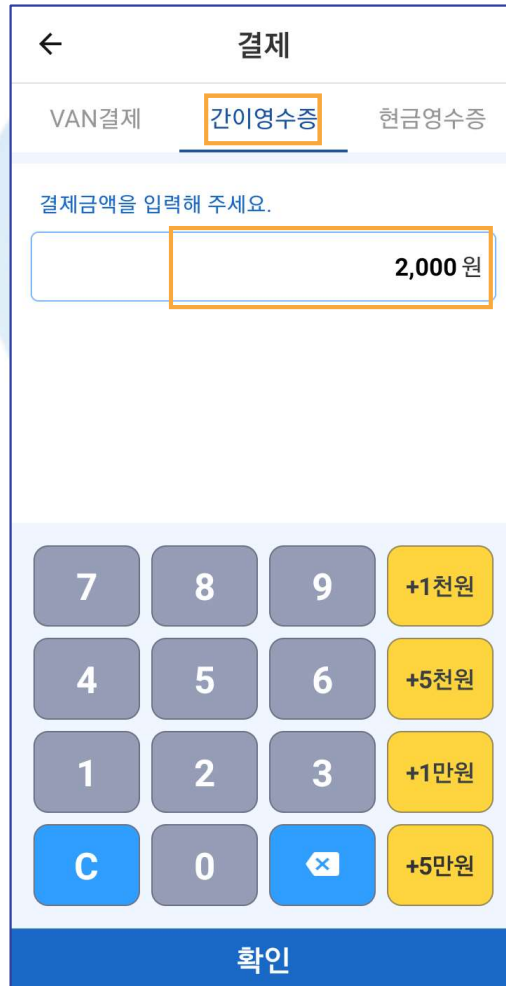 결제
VAN결제 간이영수증 현금영수증
결제금액을 입력해 주세요.
2,000 원
7 8 9 +1천원
4 5 6 +5천원
1 2 3 +1만원
C 0 +5만원
확인